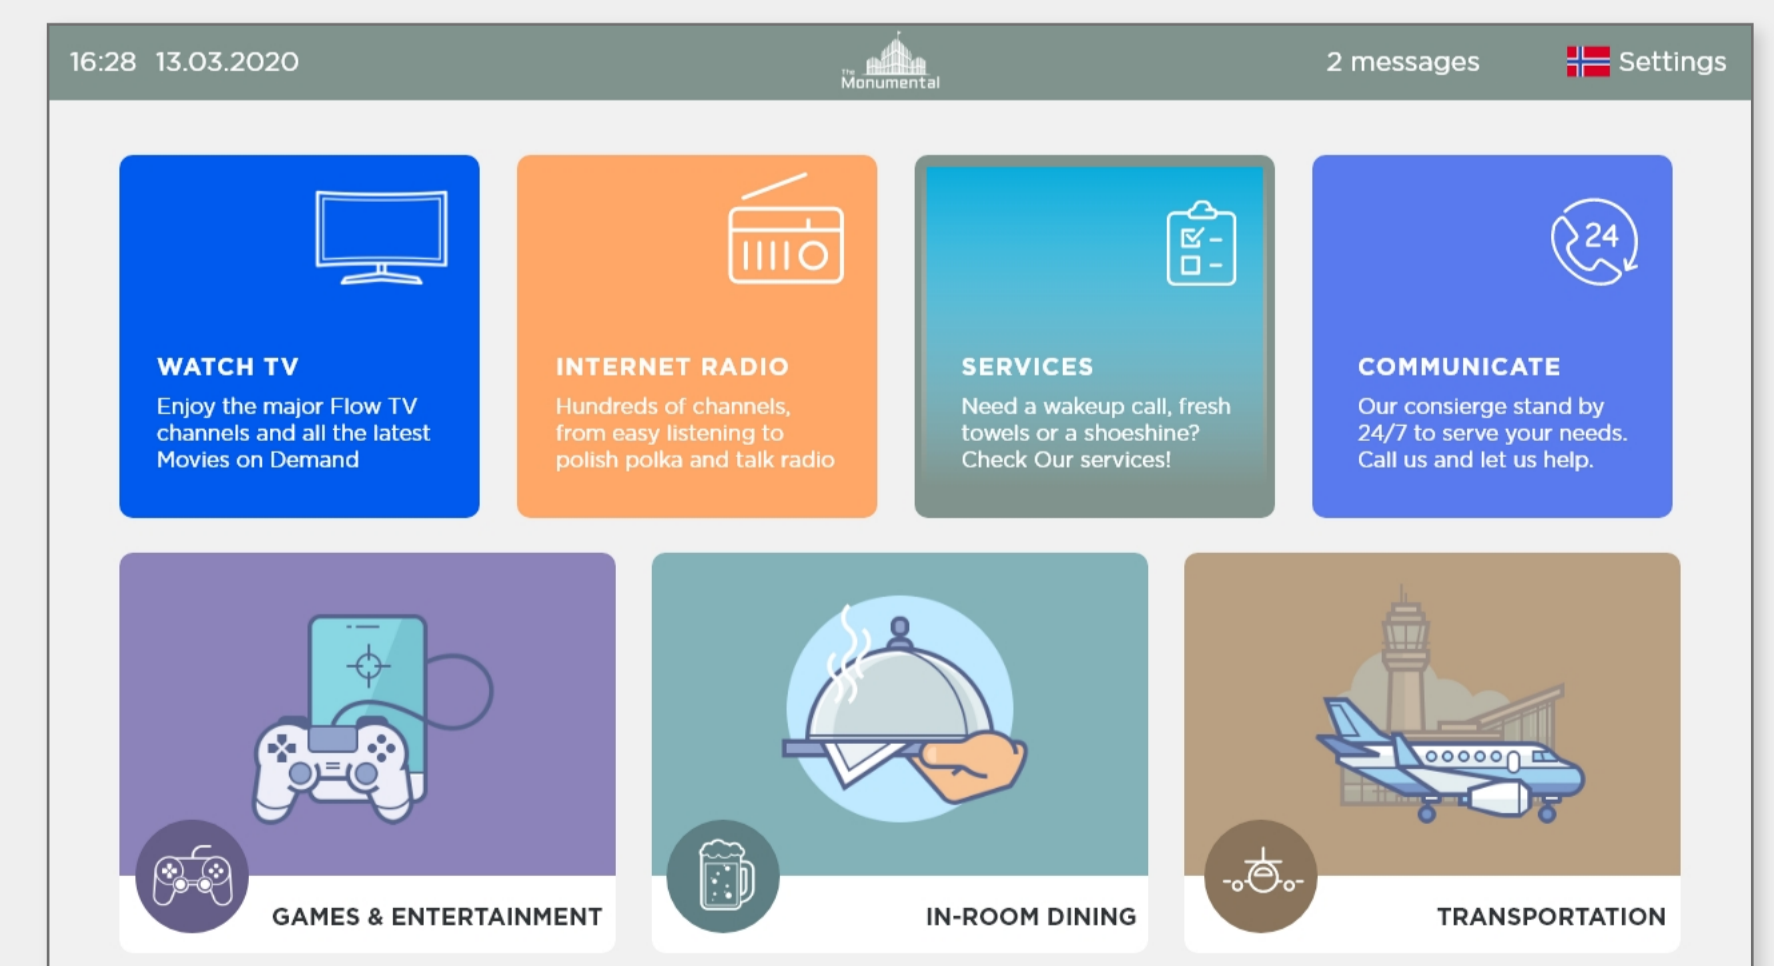 16:28 13.03.2020
The
Monumental
2 messages
Settings
WATCH TV
Enjoy the major Flow TV
channels and all the latest
Movies on Demand
INTERNET RADIO
Hundreds of channels,
from easy listening to
polish polka and talk radio
SERVICES
Need a wakeup call, fresh
towels or a shoeshine?
Check Our services!
24
COMMUNICATE
Our consierge stand by
24/7 to serve your needs.
Call us and let us help.
GAMES & ENTERTAINMENT
IN-ROOM DINING
TRANSPORTATION